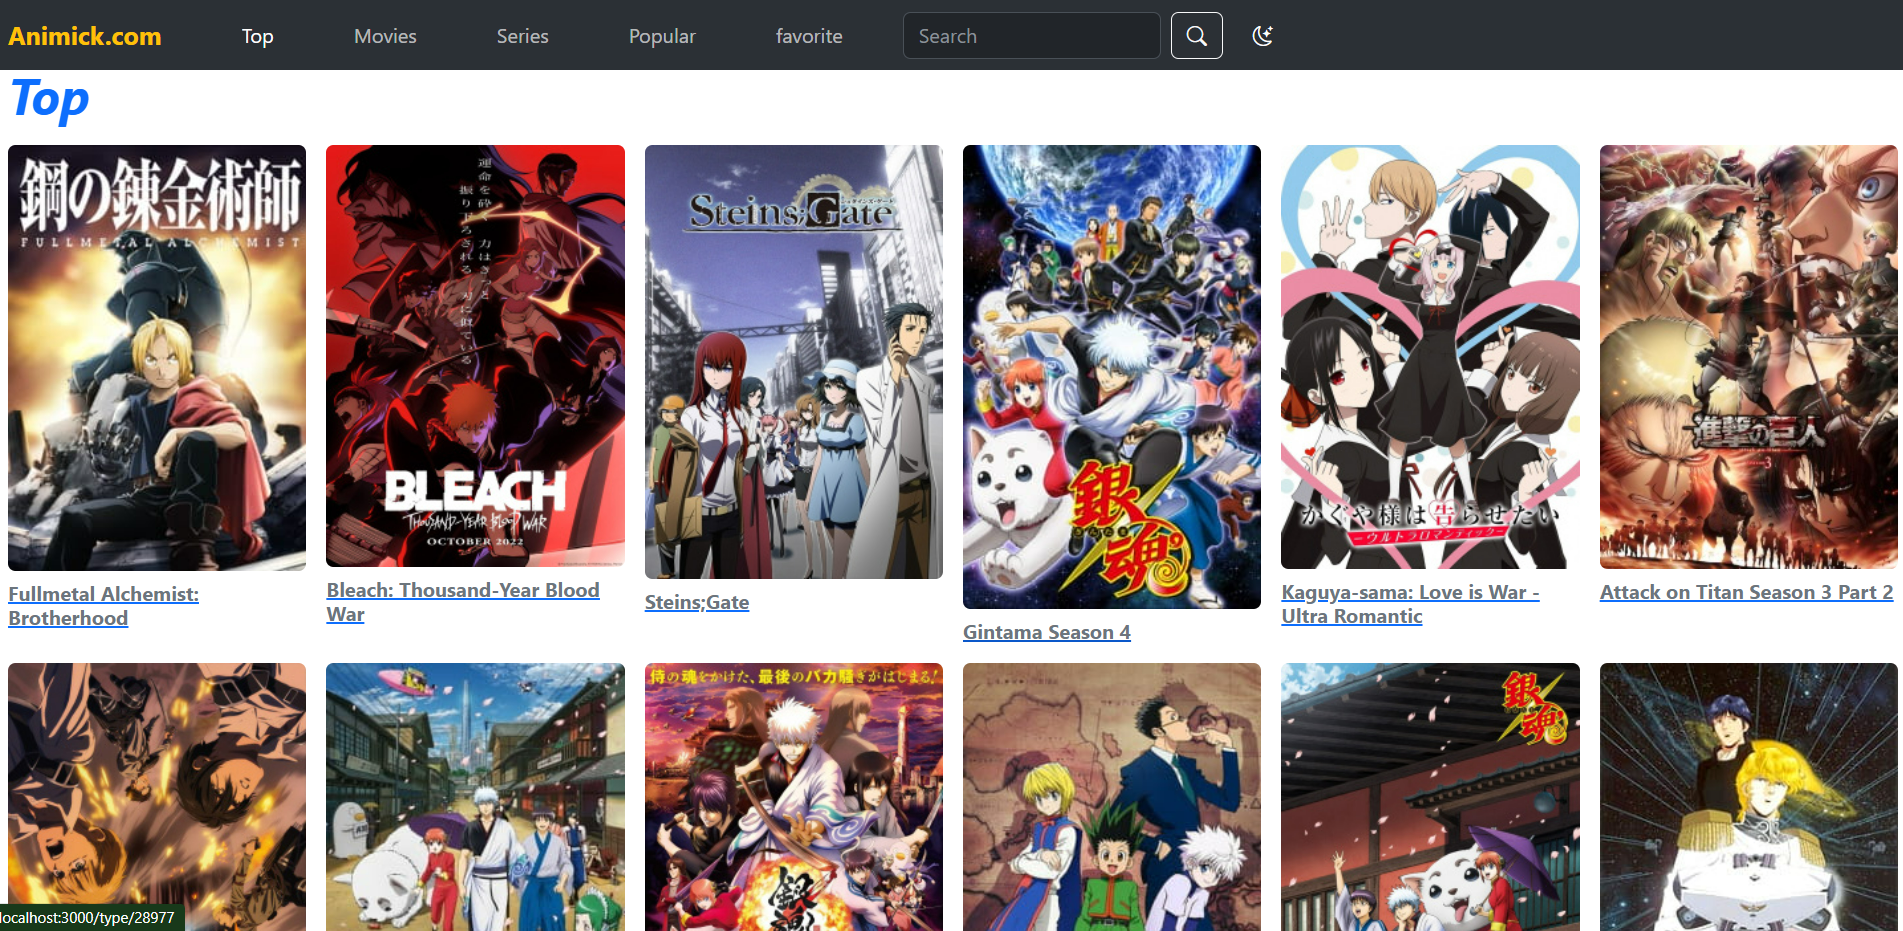 Animick.com
Top
Movies
Series
Popular
favorite
Search
Top
鋼の錬金術師
FULLMETAL ALCHEMIST
運命を砕く
力はきっと
振り下ろされる
刃に似ている
BLEACH
THOUSAND-YEAR BLOOD WAR
OCTOBER 2022
Steins;Gate
銀魂
かぐや様は告らせたい
ーウルトラロマンティックー
進撃の巨人
3
Fullmetal Alchemist:
Brotherhood
Bleach: Thousand-Year Blood
War
Steins;Gate
Gintama Season 4
Kaguya-sama: Love is War -
Ultra Romantic
Attack on Titan Season 3 Part 2
侍の魂をかけた、最後のバカ騒ぎがはじまる!
銀魂
localhost:3000/type/28977